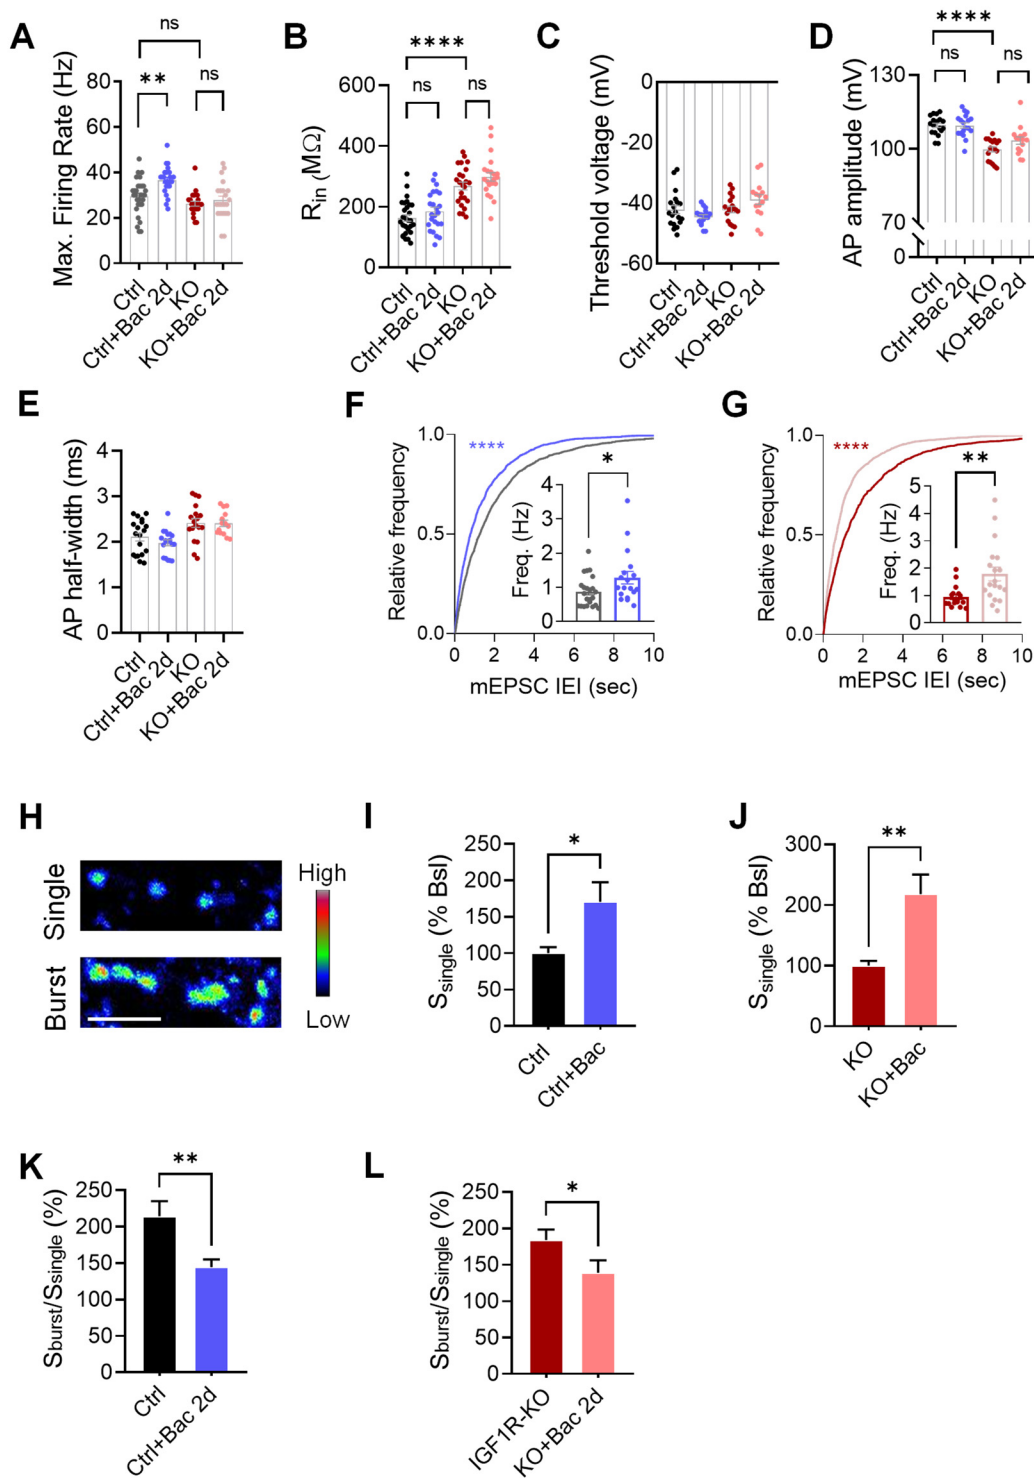 A
ns
**
ns
Max. Firing Rate (Hz)
80
60
40
20
0
Ctrl
Ctrl+Bac 2d
KO
KO+Bac 2d
B
****
ns
ns
Rin (MΩ)
600
400
200
0
Ctrl
Ctrl+Bac 2d
KO
KO+Bac 2d
C
Threshold voltage (mV)
0
-20
-40
-60
Ctrl
Ctrl+Bac 2d
KO
KO+Bac 2d
D
****
ns
ns
AP amplitude (mV)
130
100
70
0
Ctrl
Ctrl+Bac 2d
KO
KO+Bac 2d
E
AP half-width (ms)
4
3
2
1
0
Ctrl
Ctrl+Bac 2d
KO
KO+Bac 2d
F
Relative frequency
1.0
0.5
0.0
****
*
Freq. (Hz)
4
3
2
1
0
0 2 4 6 8 10
mEPSC IEI (sec)
G
Relative frequency
1.0
0.5
0.0
****
**
Freq. (Hz)
5
4
3
2
1
0
0 2 4 6 8 10
mEPSC IEI (sec)
H
Single
Burst
High
Low
I
*
Ssingle (% Bsl)
250
200
150
100
50
0
Ctrl
Ctrl+Bac
J
**
Ssingle (% Bsl)
300
200
100
0
KO
KO+Bac
K
**
Sburst/Ssingle (%)
250
200
150
100
50
0
Ctrl
Ctrl+Bac 2d
L
*
Sburst/Ssingle (%)
250
200
150
100
50
0
IGF1R-KO
KO+Bac 2d